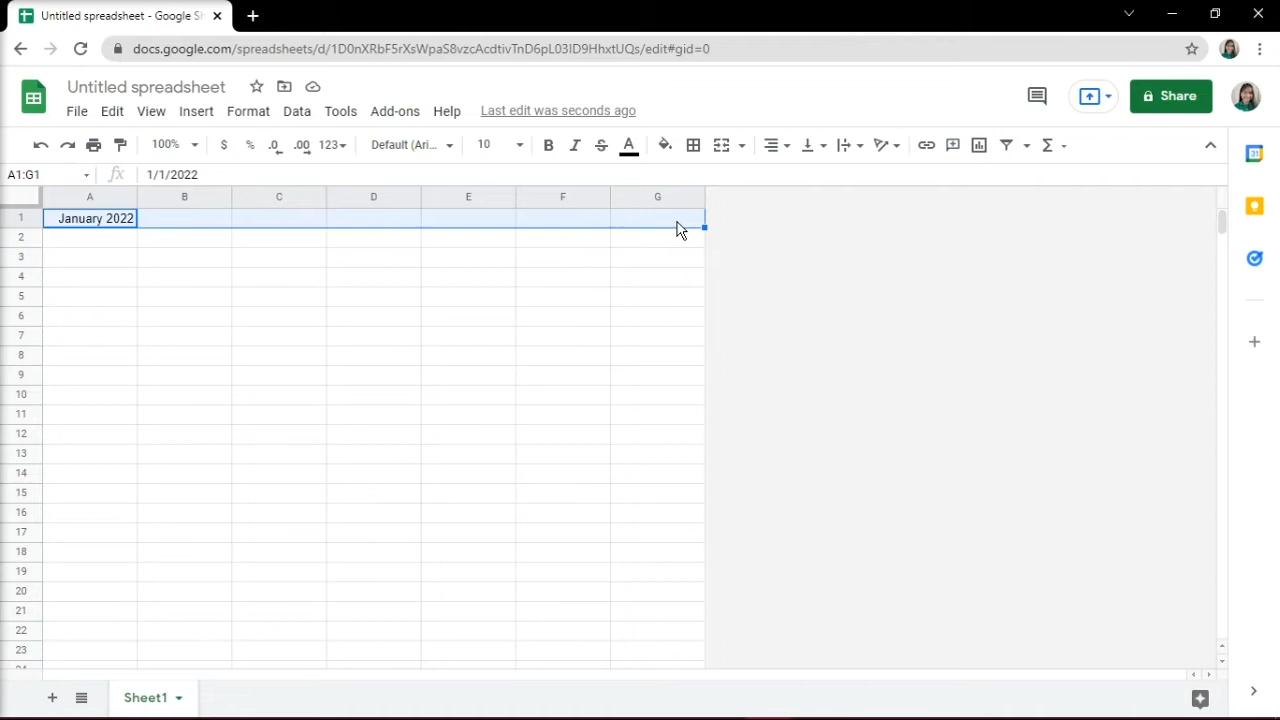 Untitled spreadsheet - Google Sh
docs.google.com/spreadsheets/d/1D0nXRbF5rXsWpaS8vzcAcdtivTnD6pL03ID9HhxtUQs/edit#gid=0
Untitled spreadsheet
File Edit View Insert Format Data Tools Add-ons Help Last edit was seconds ago
Share
100% $ % .0 .00 123 Default (Ari... 10 B I S A
A1:G1 fx 1/1/2022
A B C D E F G
1 January 2022
2
3
4
5
6
7
8
9
10
11
12
13
14
15
16
17
18
19
20
21
22
23
Sheet1
31